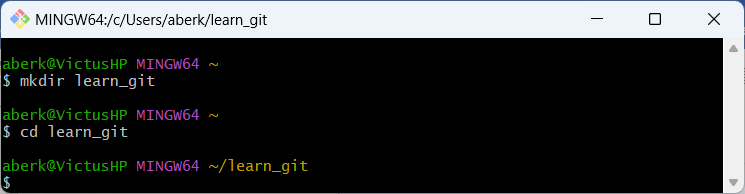 MINGW64:/c/Users/aberk/learn_git
aberk@VictusHP MINGW64 ~
$ mkdir learn_git
aberk@VictusHP MINGW64 ~
$ cd learn_git
aberk@VictusHP MINGW64 ~/learn_git
$